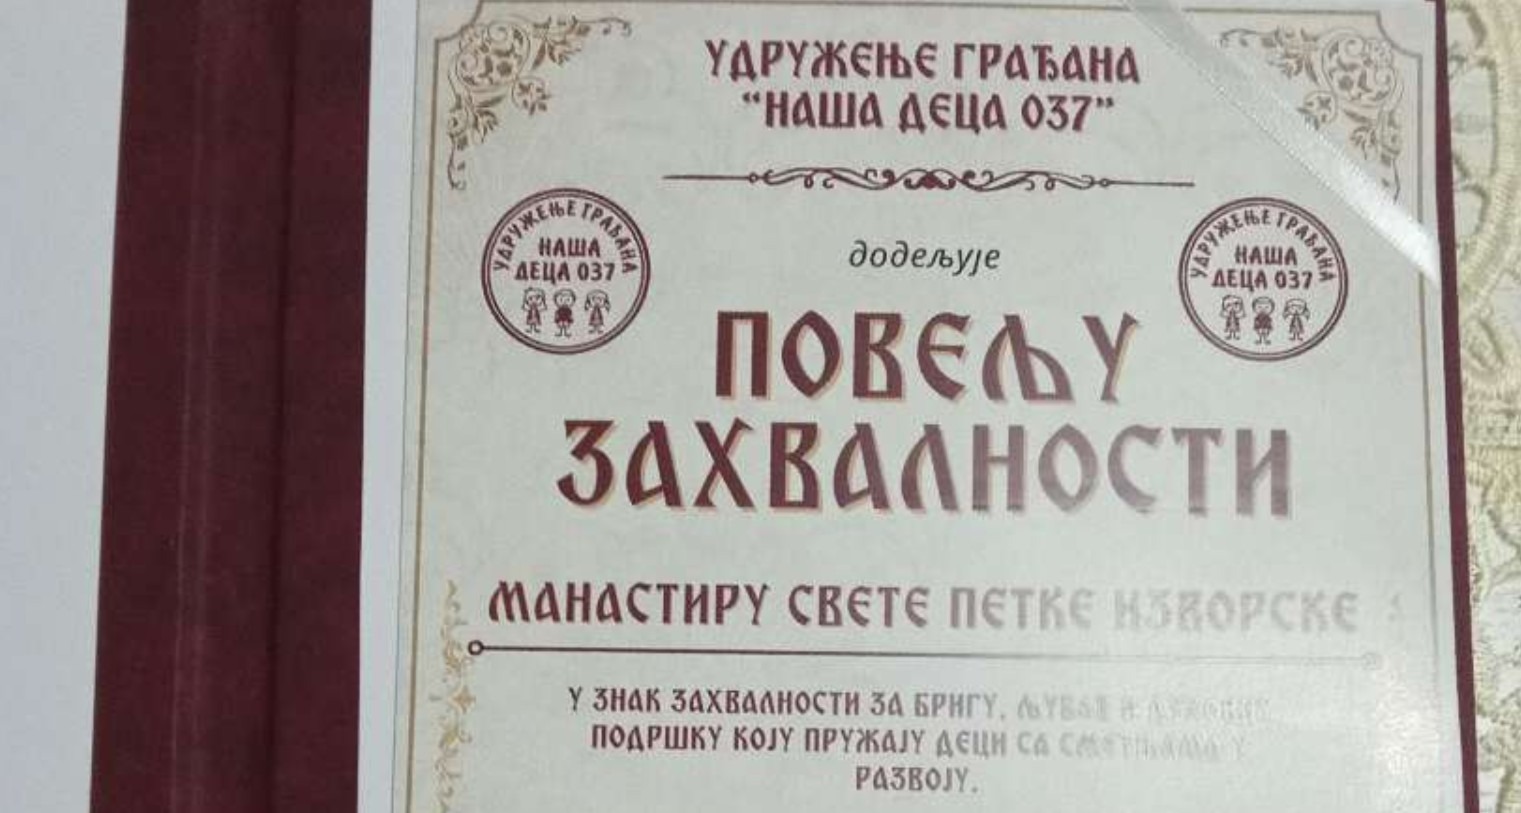 УДРУЖЕЊЕ ГРАЂАНА
“НАША ДЕЦА 037”
УДРУЖЕЊЕ ГРАЂАНА
НАША
ДЕЦА 037
УДРУЖЕЊЕ ГРАЂАНА
НАША
ДЕЦА 037
додељује
ПОВЕЉУ
ЗАХВАЛНОСТИ
МАНАСТИРУ СВЕТЕ ПЕТКЕ ИЗВОРСКЕ
У ЗНАК ЗАХВАЛНОСТИ ЗА БРИГУ, ЉУБАВ И
ПОДРШКУ КОЈУ ПРУЖАЈУ ДЕЦИ СА СМЕТЊАМА У
РАЗВОЈУ.